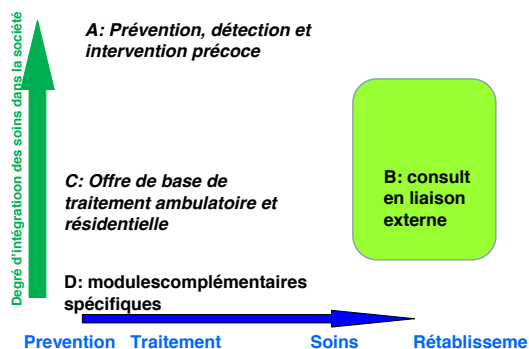 Degré d'intégratioon des soins dans la société
A: Prévention, détection et
intervention précoce
C: Offre de base de
traitement ambulatoire et
résidentielle
B: consult
en liaison
externe
D: modulescomplémentaires
spécifiques
Prevention Traitement Soins Rétablisseme